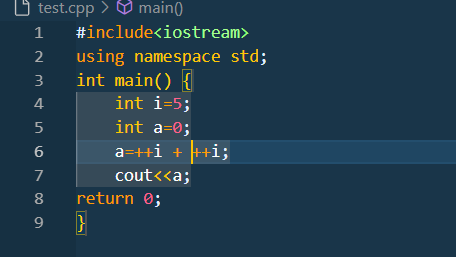 test.cpp > main()
1 #include<iostream>
2 using namespace std;
3 int main() {
4 int i=5;
5 int a=0;
6 a=++i + ++i;
7 cout<<a;
8 return 0;
9 }